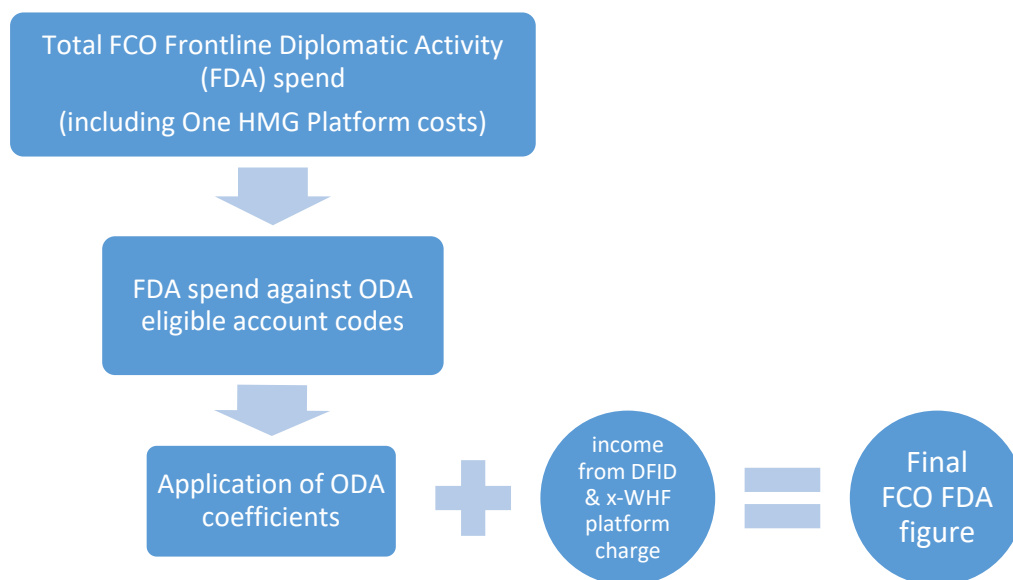 Total FCO Frontline Diplomatic Activity
(FDA) spend
(including One HMG Platform costs)
FDA spend against ODA
eligible account codes
Application of ODA
coefficients
income
from DFID
& x-WHF
platform
charge
Final
FCO FDA
figure